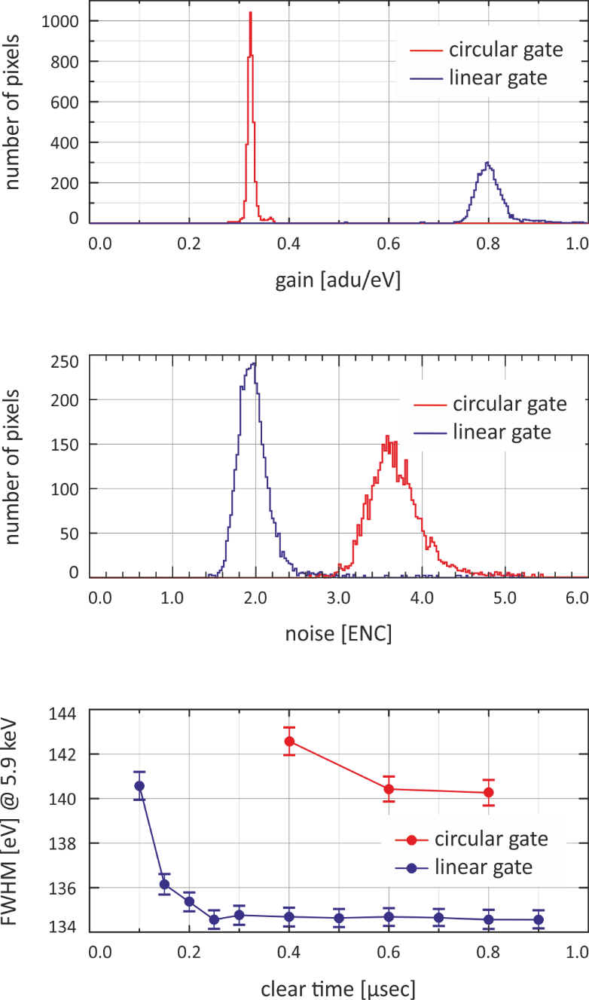 number of pixels
1000
800
600
400
200
0
circular gate
linear gate
0.0 0.2 0.4 0.6 0.8 1.0
gain [adu/eV]
number of pixels
250
200
150
100
50
0
circular gate
linear gate
0.0 1.0 2.0 3.0 4.0 5.0 6.0
noise [ENC]
FWHM [eV] @ 5.9 keV
144
142
140
138
136
134
circular gate
linear gate
0.0 0.2 0.4 0.6 0.8 1.0
clear time [µsec]